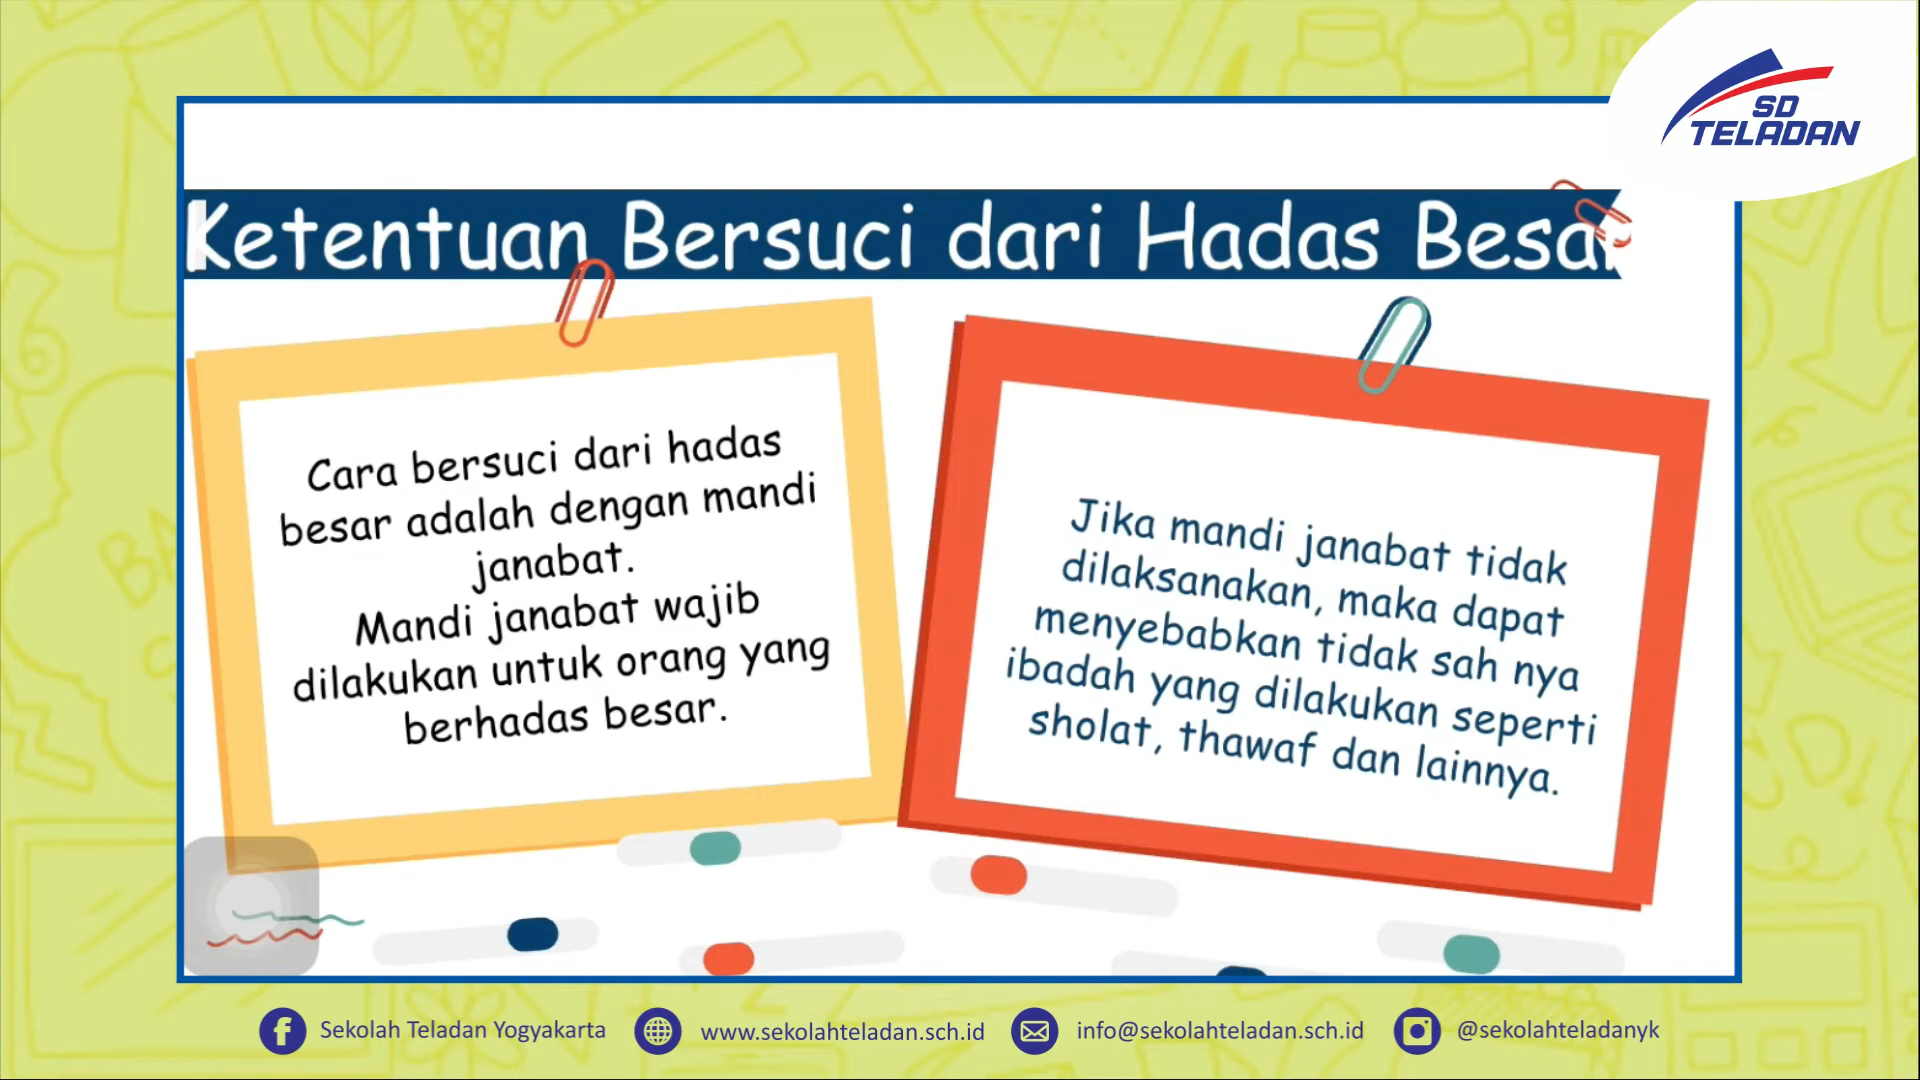 SD
TELADAN
Ketentuan Bersuci dari Hadas Besar
Cara bersuci dari hadas
besar adalah dengan mandi
janabat.
Mandi janabat wajib
dilakukan untuk orang yang
berhadas besar.
Jika mandi janabat tidak
dilaksanakan, maka dapat
menyebabkan tidak sah nya
ibadah yang dilakukan seperti
sholat, thawaf dan lainnya.
Sekolah Teladan Yogyakarta
www.sekolahteladan.sch.id
info@sekolahteladan.sch.id
@sekolahteladanyk